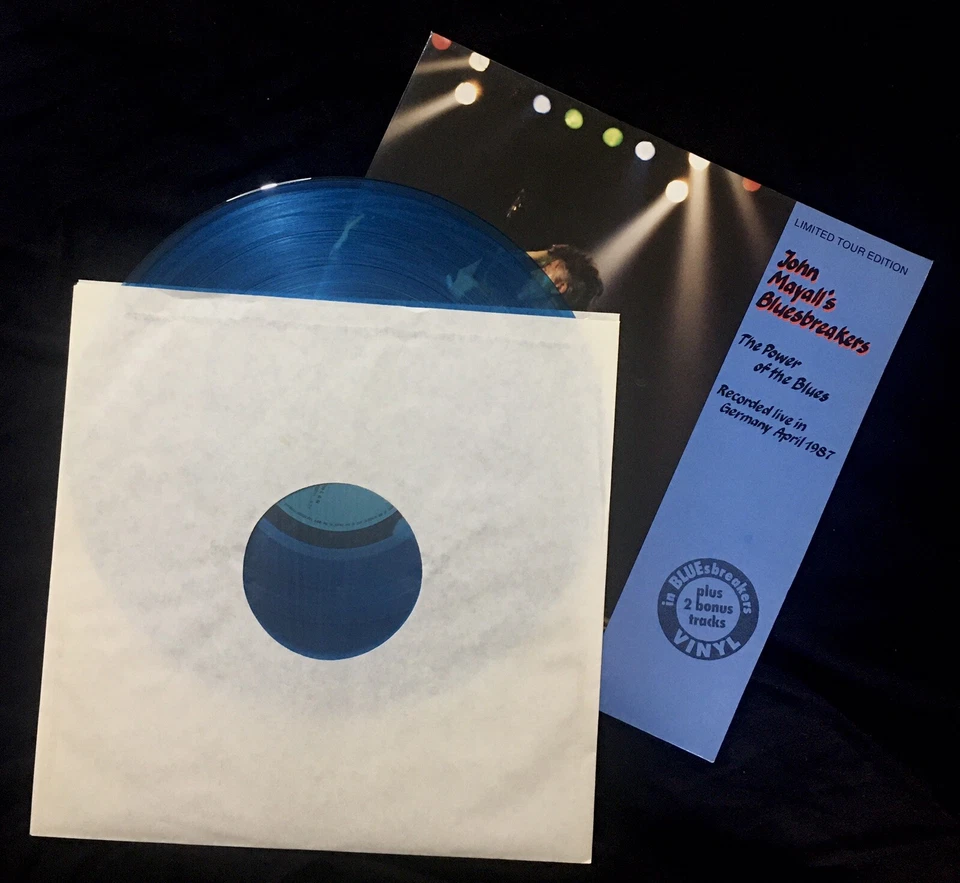 LIMITED TOUR EDITION
John
Mayall's
Bluesbreakers
The Power
of the Blues
Recorded live in
Germany April 1987
in BLUEsbreakers
plus
2 bonus
tracks
VINYL